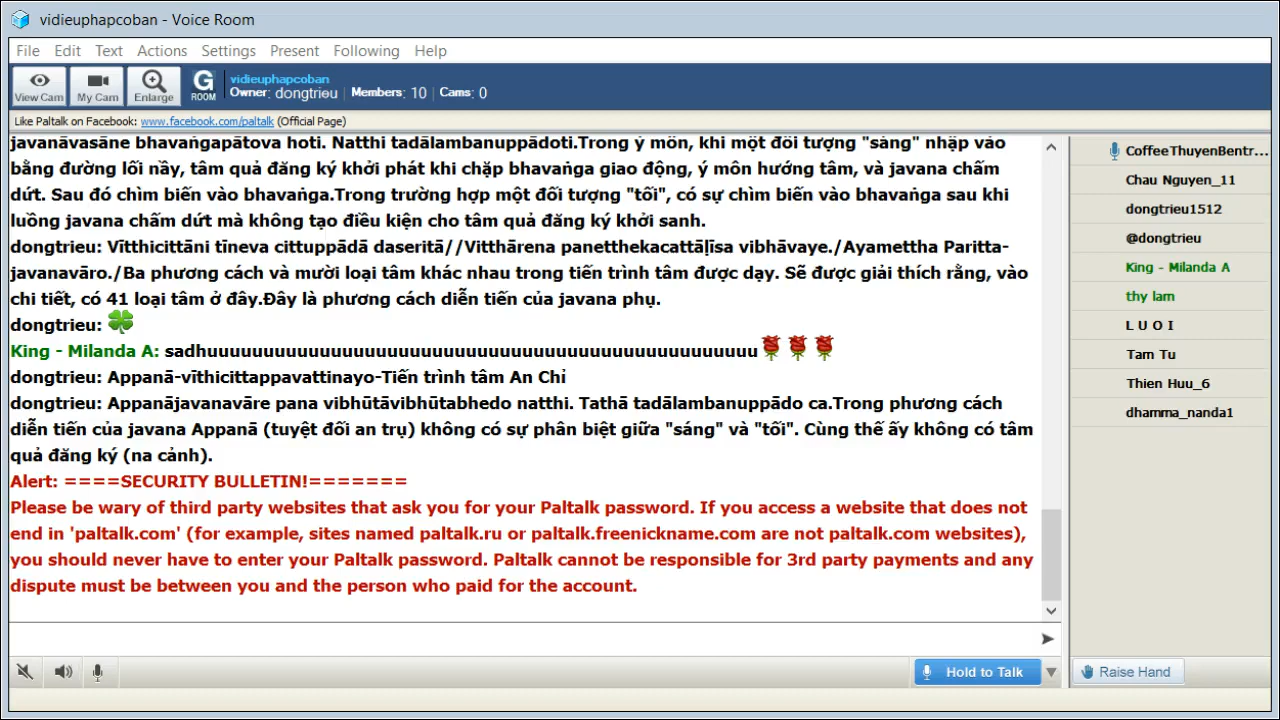 vidieuphapcoban - Voice Room
File Edit Text Actions Settings Present Following Help
View Cam
My Cam
Enlarge
G ROOM
vidieuphapcoban
Owner: dongtrieu | Members: 10 | Cams: 0
Like Paltalk on Facebook: www.facebook.com/paltalk (Official Page)
javanāvasāne bhavaṅgapātova hoti. Natthi tadālambanuppādoti.Trong ý môn, khi một đối tượng "sáng" nhập vào
bằng đường lối nầy, tâm quả đăng ký khởi phát khi chặp bhavaṅga giao động, ý môn hướng tâm, và javana chấm
dứt. Sau đó chìm biến vào bhavaṅga.Trong trường hợp một đối tượng "tối", có sự chìm biến vào bhavaṅga sau khi
luồng javana chấm dứt mà không tạo điều kiện cho tâm quả đăng ký khởi sanh.
dongtrieu: Vītthicittāni tīneva cittuppādā daseritā//Vitthārena panetthekacattāḷīsa vibhāvaye./Ayamettha Paritta-
javanavāro./Ba phương cách và mười loại tâm khác nhau trong tiến trình tâm được dạy. Sẽ được giải thích rằng, vào
chi tiết, có 41 loại tâm ở đây.Đây là phương cách diễn tiến của javana phụ.
dongtrieu:
King - Milanda A: sadhuuuuuuuuuuuuuuuuuuuuuuuuuuuuuuuuuuuuuuuuuuuuuuuuu
dongtrieu: Appanā-vīthicittappavattinayo-Tiến trình tâm An Chỉ
dongtrieu: Appanājavanavāre pana vibhūtāvibhūtabhedo natthi. Tathā tadālambanuppādo ca.Trong phương cách
diễn tiến của javana Appanā (tuyệt đối an trụ) không có sự phân biệt giữa "sáng" và "tối". Cùng thế ấy không có tâm
quả đăng ký (na cảnh).
Alert: ====SECURITY BULLETIN!=======
Please be wary of third party websites that ask you for your Paltalk password. If you access a website that does not
end in 'paltalk.com' (for example, sites named paltalk.ru or paltalk.freenickname.com are not paltalk.com websites),
you should never have to enter your Paltalk password. Paltalk cannot be responsible for 3rd party payments and any
dispute must be between you and the person who paid for the account.
CoffeeThuyenBentr...
Chau Nguyen_11
dongtrieu1512
@dongtrieu
King - Milanda A
thy lam
L U O I
Tam Tu
Thien Huu_6
dhamma_nanda1
Hold to Talk
Raise Hand